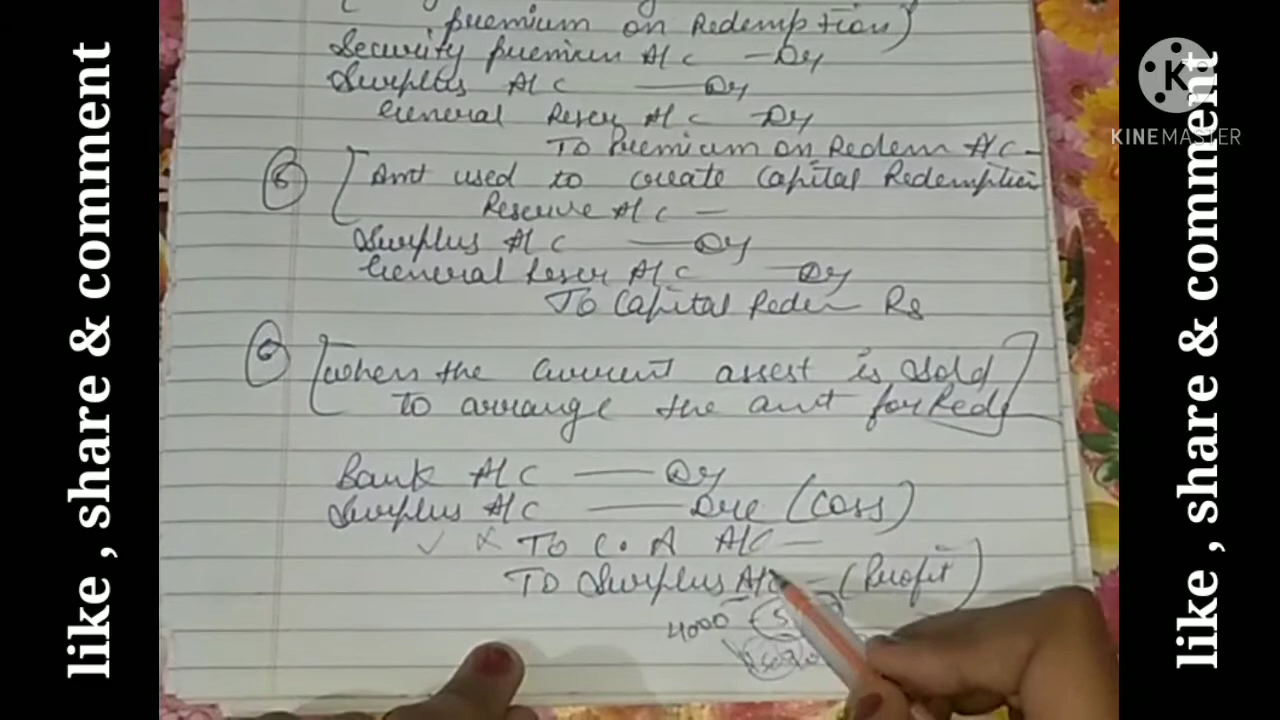 premium on Redemption)
Security premium A/C — Dr
Surplus A/C — Dr
General Reser A/C — Dr
To Premium on Redem A/C -
5 [Amt used to create Capital Redemption
Reserve A/C —
Surplus A/C — Dr
General Reser A/C — Dr
To Capital Redem Rs
6 [when the Current assest is sold
to arrange the amt for Red]
Bank A/C — Dr
Surplus A/C — Dr (Loss)
To C.A A/C —
To Surplus A/C — (Profit)
4000
like , share & comment
like , share & comment
K
KINEMASTER